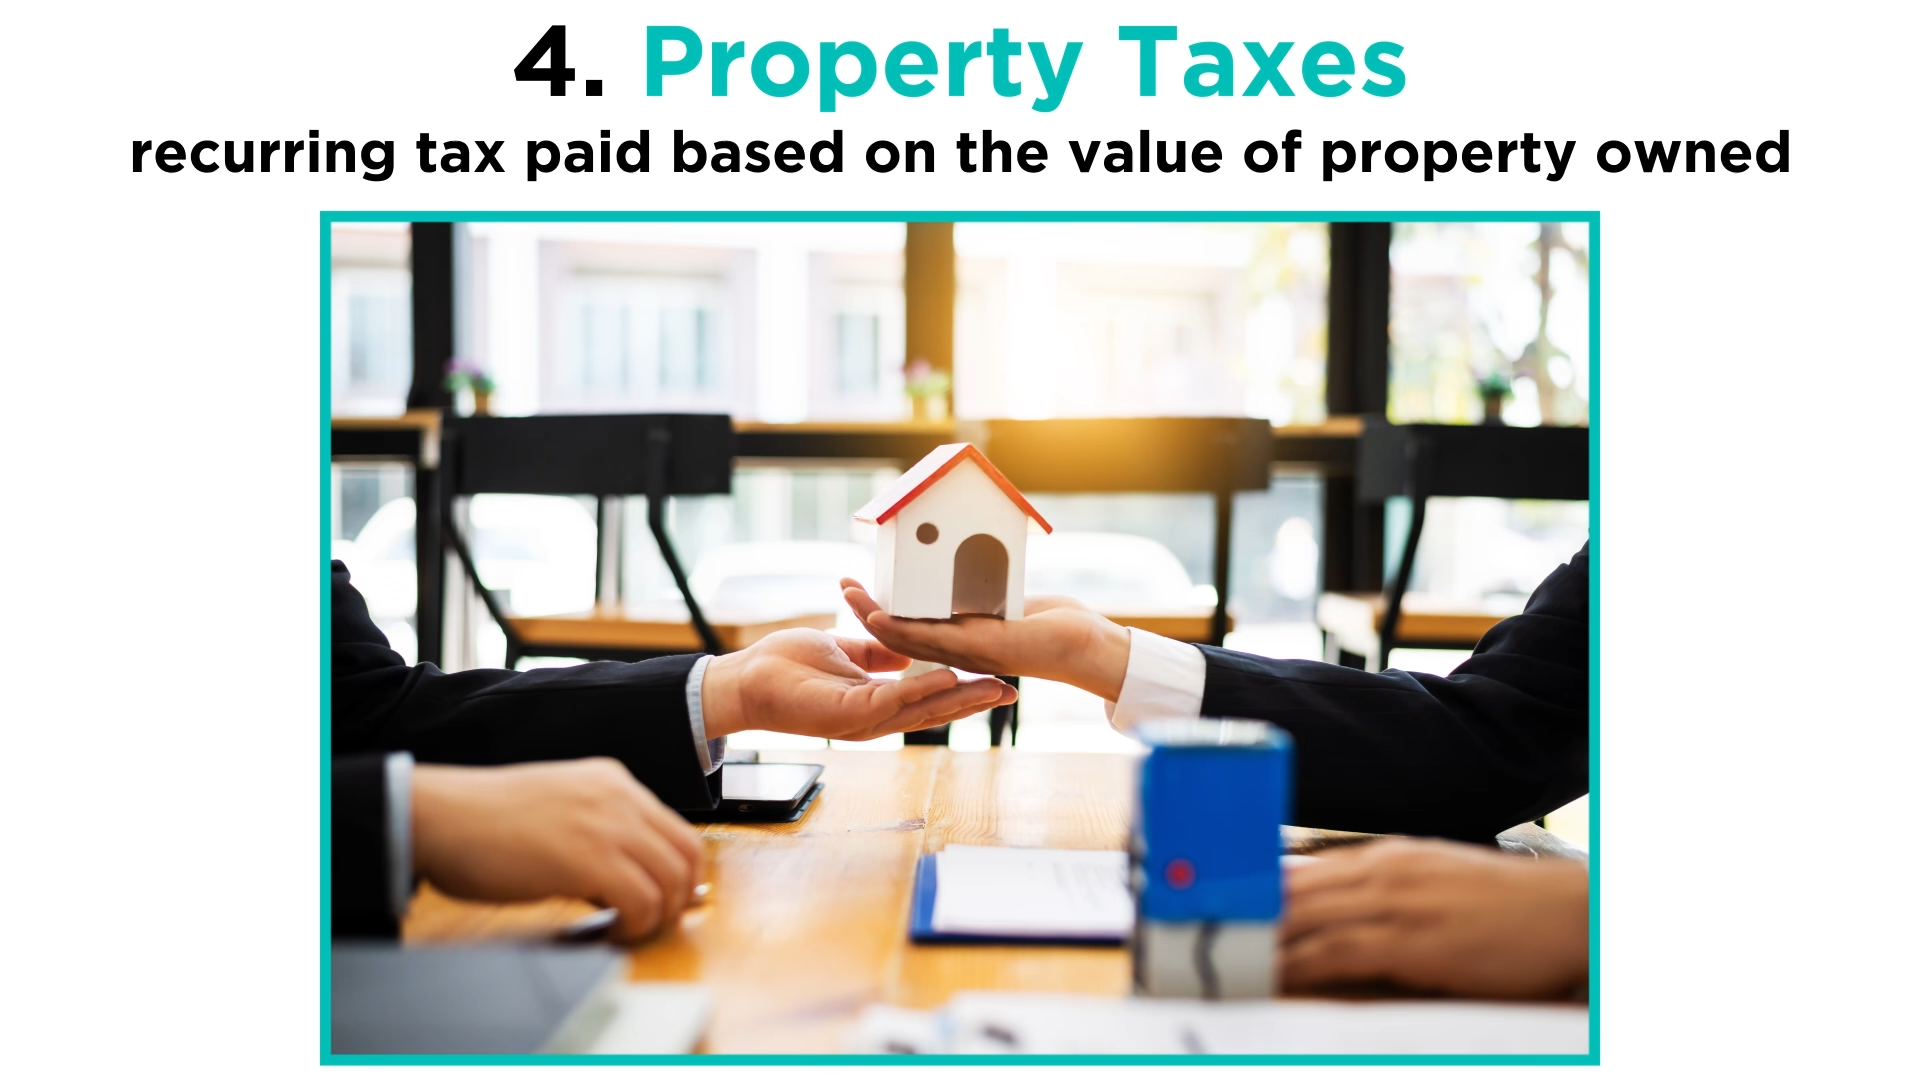 4. Property Taxes
recurring tax paid based on the value of property owned